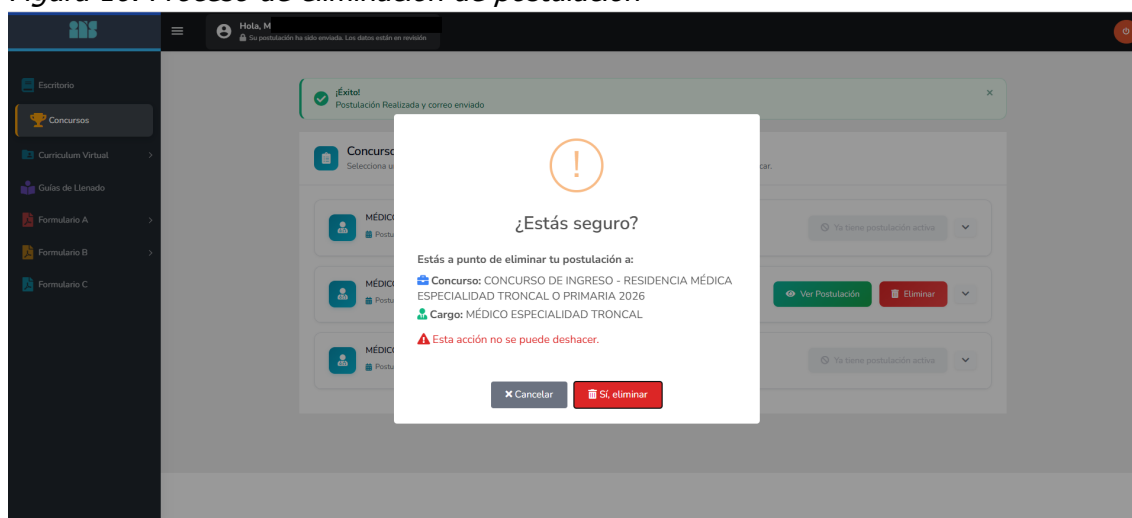 Figura 10: Proceso de eliminación de postulación
SNS
Hola, M
Su postulación ha sido enviada. Los datos están en revisión
Escritorio
Concursos
Curriculum Virtual
Guías de Llenado
Formulario A
Formulario B
Formulario C
¡Éxito!
Postulación Realizada y correo enviado
Concurso
Selecciona u
car.
MÉDICO
Postu
Ya tiene postulación activa
MÉDICO
Postu
Ver Postulación
Eliminar
MÉDICO
Postu
Ya tiene postulación activa
¿Estás seguro?
Estás a punto de eliminar tu postulación a:
Concurso: CONCURSO DE INGRESO - RESIDENCIA MÉDICA
ESPECIALIDAD TRONCAL O PRIMARIA 2026
Cargo: MÉDICO ESPECIALIDAD TRONCAL
Esta acción no se puede deshacer.
Cancelar
Sí, eliminar